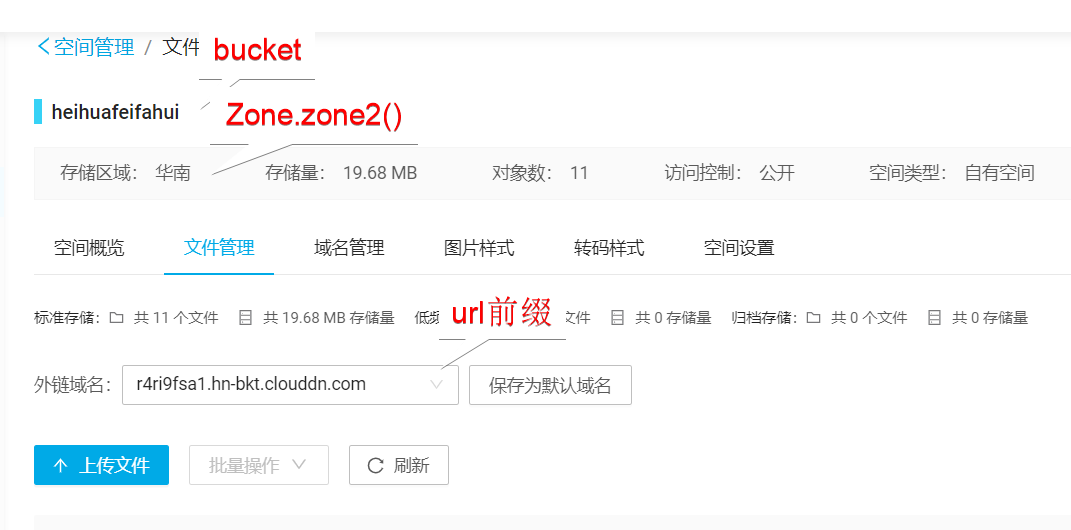 空间管理 / 文件
bucket
heihuafeifahui
Zone.zone2()
存储区域： 华南 存储量： 19.68 MB 对象数： 11 访问控制： 公开 空间类型： 自有空间
空间概览 文件管理 域名管理 图片样式 转码样式 空间设置
标准存储： 共 11 个文件 共 19.68 MB 存储量 低频 文件 共 0 存储量 归档存储： 共 0 个文件 共 0 存储量
url前缀
外链域名： r4ri9fsa1.hn-bkt.clouddn.com 保存为默认域名
上传文件 批量操作 刷新